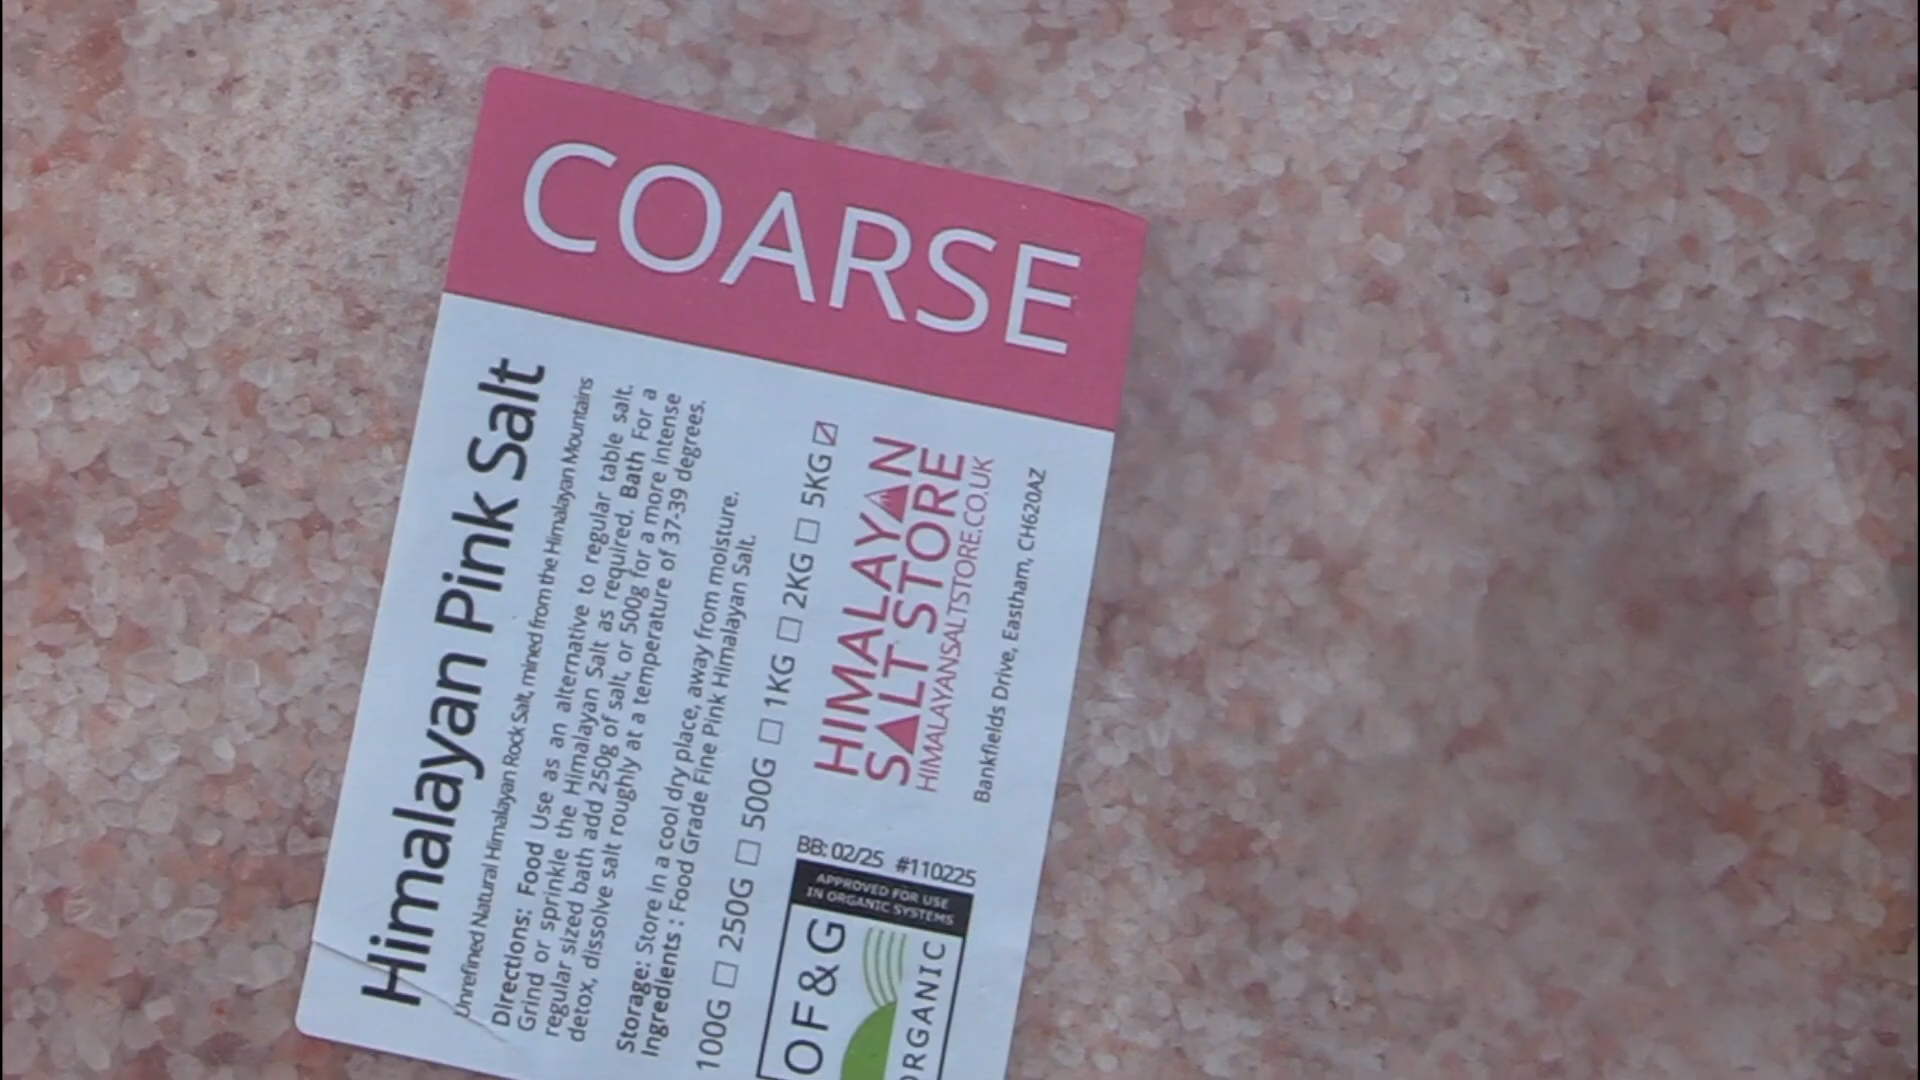 COARSE
Himalayan Pink Salt
Unrefined Natural Himalayan Rock Salt, mined from the Himalayan Mountains
Directions: Food Use as an alternative to regular table salt.
Grind or sprinkle the Himalayan Salt as required. Bath For a
regular sized bath add 250g of salt, or 500g for a more intense
detox, dissolve salt roughly at a temperature of 37-39 degrees.
Storage: Store in a cool dry place, away from moisture.
Ingredients : Food Grade Fine Pink Himalayan Salt.
100G ☐ 250G ☐ 500G ☐ 1KG ☐ 2KG ☐ 5KG ☑
HIMALAYAN
SALT STORE
HIMALAYANSALTSTORE.CO.UK
Bankfields Drive, Eastham, CH620AZ
BB: 02/25 #110225
APPROVED FOR USE
IN ORGANIC SYSTEMS
OF&G
ORGANIC